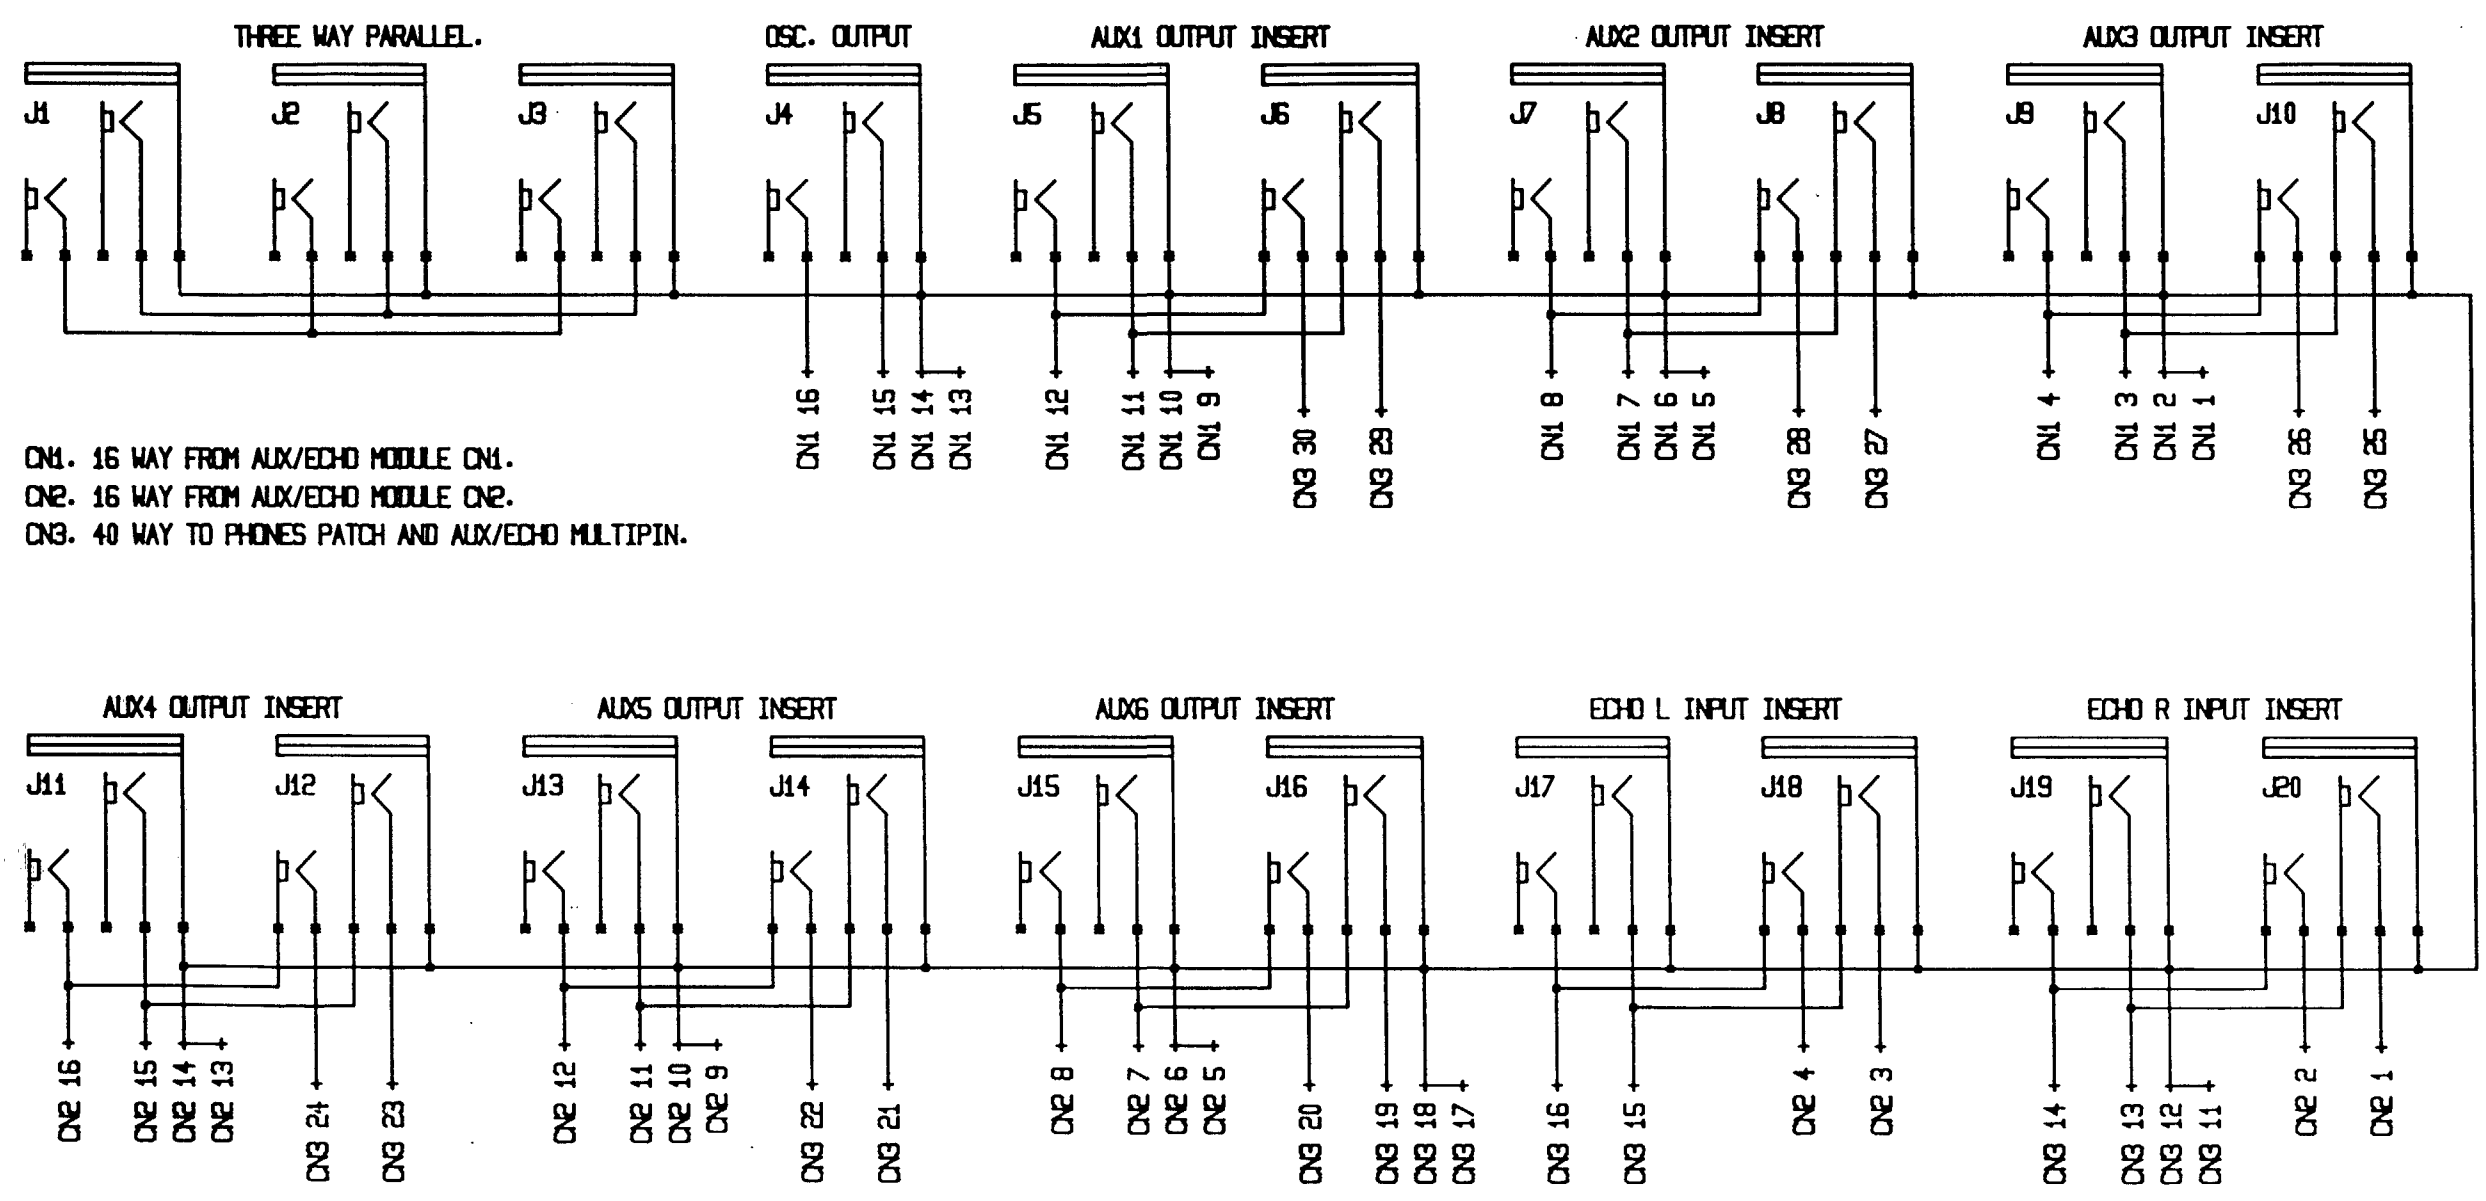 THREE WAY PARALLEL.
OSC. OUTPUT
AUX1 OUTPUT INSERT
AUX2 OUTPUT INSERT
AUX3 OUTPUT INSERT
J1
J2
J3
J4
J5
J6
J7
J8
J9
J10
CN1 16
CN1 15
CN1 14
CN1 13
CN1 12
CN1 11
CN1 10
CN1 9
CN3 30
CN3 29
CN1 8
CN1 7
CN1 6
CN1 5
CN3 28
CN3 27
CN1 4
CN1 3
CN1 2
CN1 1
CN3 26
CN3 25
CN1. 16 WAY FROM AUX/ECHO MODULE CN1.
CN2. 16 WAY FROM AUX/ECHO MODULE CN2.
CN3. 40 WAY TO PHONES PATCH AND AUX/ECHO MULTIPIN.
AUX4 OUTPUT INSERT
AUX5 OUTPUT INSERT
AUX6 OUTPUT INSERT
ECHO L INPUT INSERT
ECHO R INPUT INSERT
J11
J12
J13
J14
J15
J16
J17
J18
J19
J20
CN2 16
CN2 15
CN2 14
CN2 13
CN3 24
CN3 23
CN2 12
CN2 11
CN2 10
CN2 9
CN3 22
CN3 21
CN2 8
CN2 7
CN2 6
CN2 5
CN3 20
CN3 19
CN3 18
CN3 17
CN3 16
CN3 15
CN2 4
CN2 3
CN3 14
CN3 13
CN3 12
CN3 11
CN2 2
CN2 1